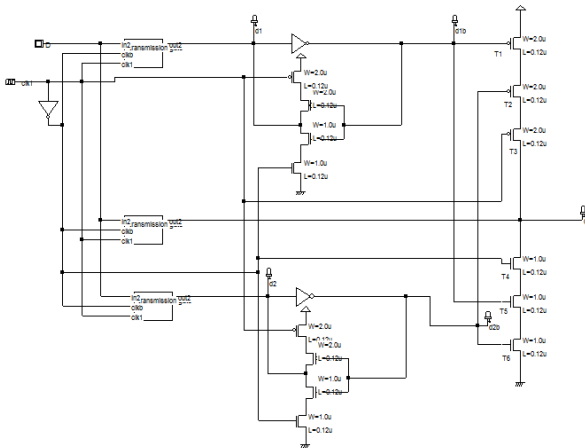 d1
d1b
D
in2
transmission
out2
clkb
clk1
T1
W=2.0u
L=0.12u
clk1
W=2.0u
L=0.12u
W=2.0u
L=0.12u
T2
W=2.0u
L=0.12u
W=1.0u
L=0.12u
T3
W=2.0u
L=0.12u
W=1.0u
L=0.12u
in2
transmission
out2
clkb
clk1
T4
W=1.0u
L=0.12u
d2
in2
transmission
out2
clkb
clk1
T5
W=1.0u
L=0.12u
d2b
W=2.0u
L=0.12u
W=2.0u
L=0.12u
T6
W=1.0u
L=0.12u
W=1.0u
L=0.12u
W=1.0u
L=0.12u